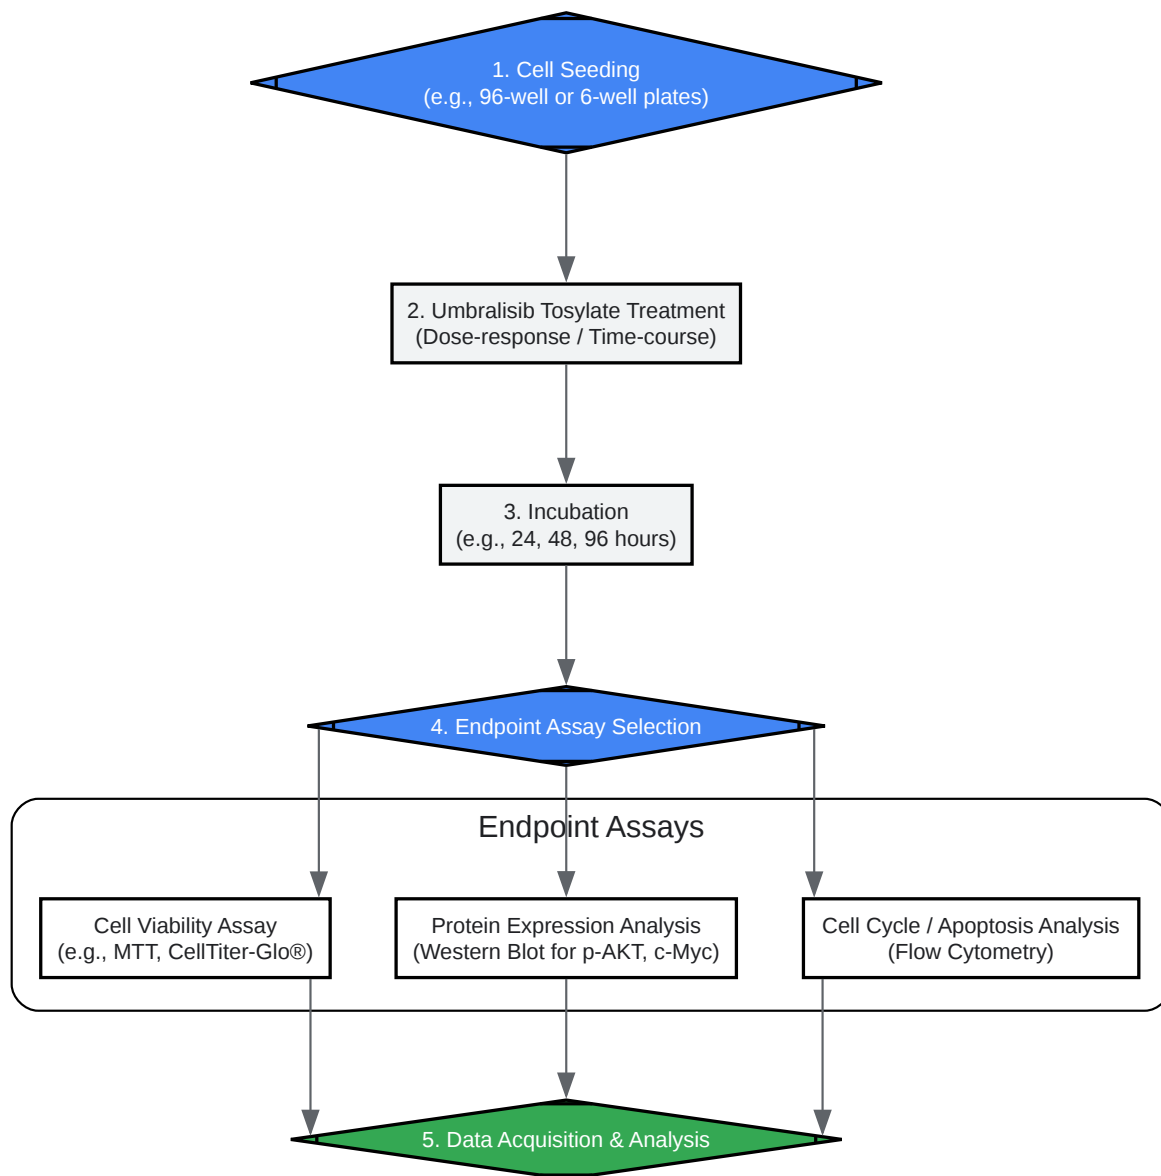 1. Cell Seeding
(e.g., 96-well or 6-well plates)
2. Umbralisib Tosylate Treatment
(Dose-response / Time-course)
3. Incubation
(e.g., 24, 48, 96 hours)
4. Endpoint Assay Selection
Endpoint Assays
Cell Viability Assay
(e.g., MTT, CellTiter-Glo®)
Protein Expression Analysis
(Western Blot for p-AKT, c-Myc)
Cell Cycle / Apoptosis Analysis
(Flow Cytometry)
5. Data Acquisition & Analysis